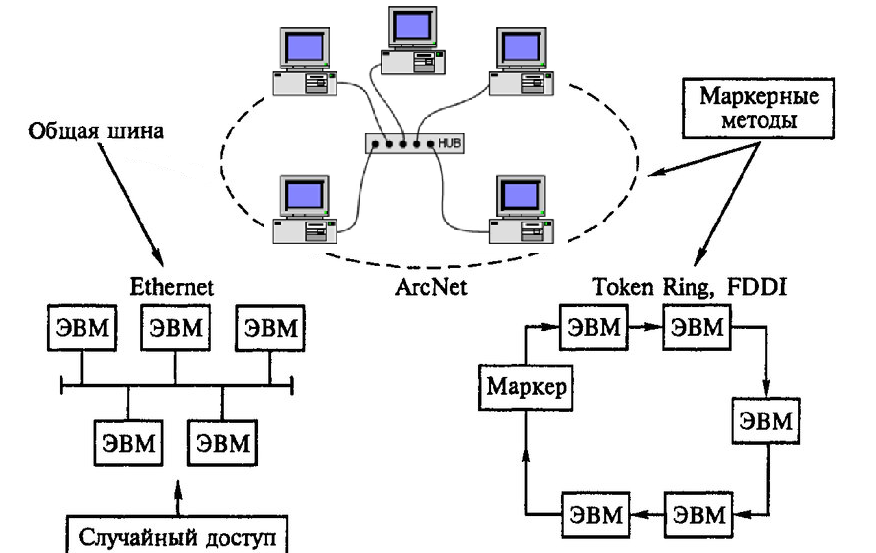 HUB
Маркерные
методы
Общая шина
Ethernet
ArcNet
Token Ring, FDDI
ЭВМ
ЭВМ
ЭВМ
ЭВМ
ЭВМ
Маркер
ЭВМ
ЭВМ
ЭВМ
ЭВМ
ЭВМ
Случайный доступ